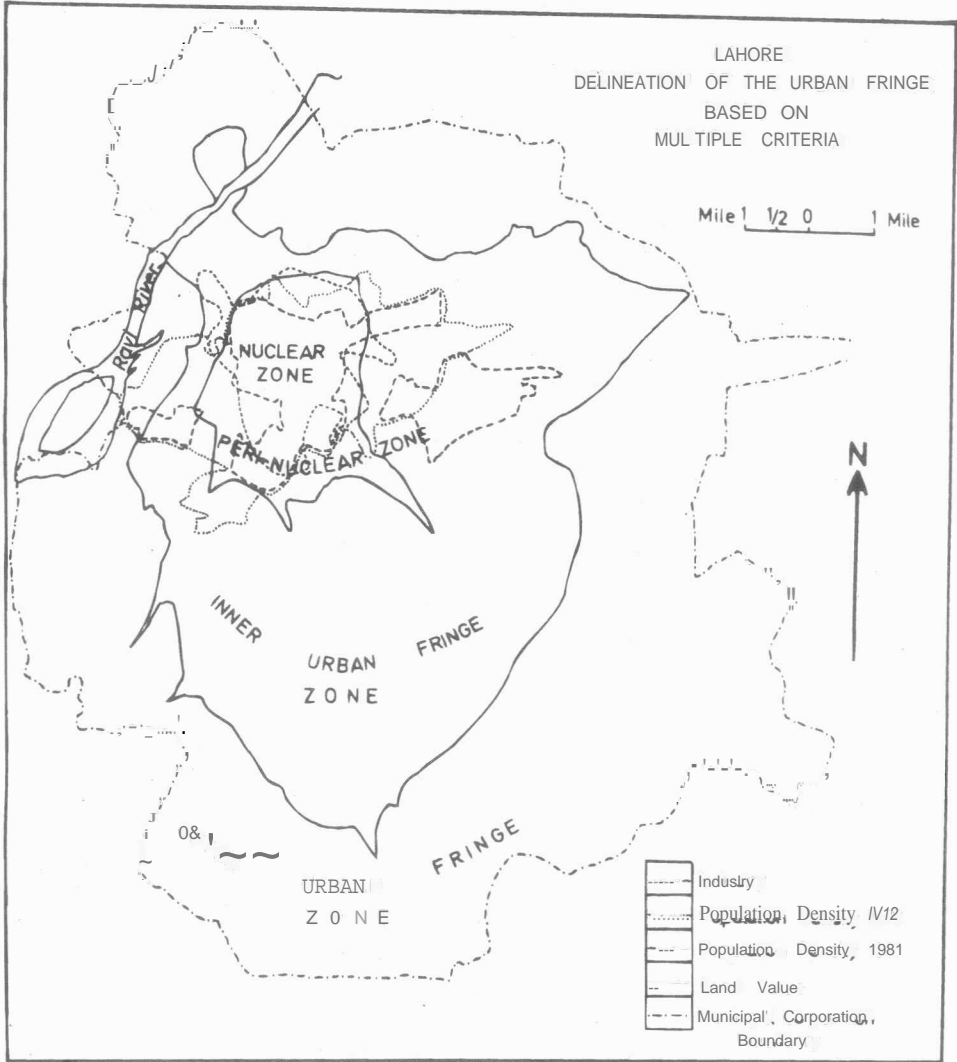 LAHORE
DELINEATION OF THE URBAN FRINGE
BASED ON
MULTIPLE CRITERIA
Mile 1 1/2 0 1 Mile
Ravi River
NUCLEAR
ZONE
PERI-NUCLEAR ZONE
N
INNER URBAN FRINGE
ZONE
FRINGE
URBAN
ZONE
Industry
Population Density
Population Density, 1981
Land Value
Municipal Corporation
Boundary